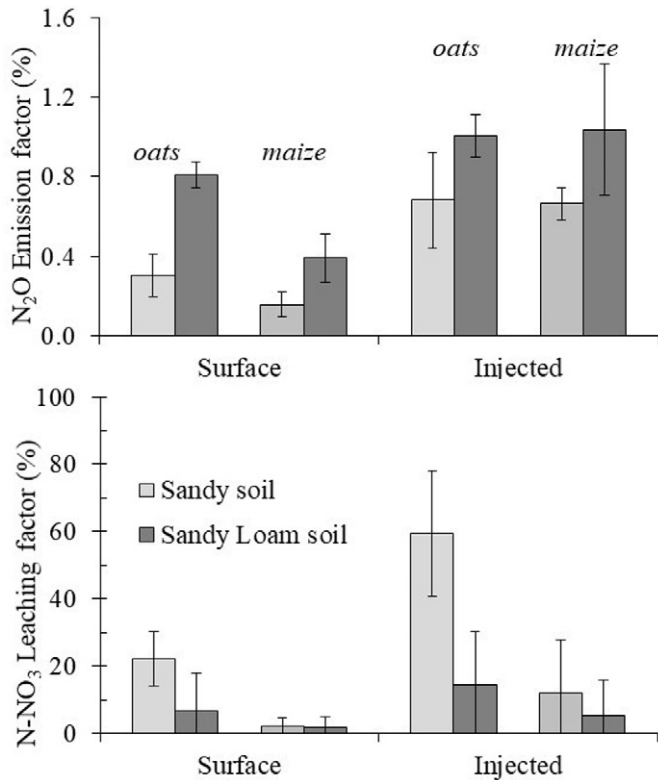 N₂O Emission factor (%)
1.6
1.2
0.8
0.4
0.0
oats
maize
oats
maize
Surface
Injected
N-NO₃ Leaching factor (%)
100
80
60
40
20
0
Sandy soil
Sandy Loam soil
Surface
Injected